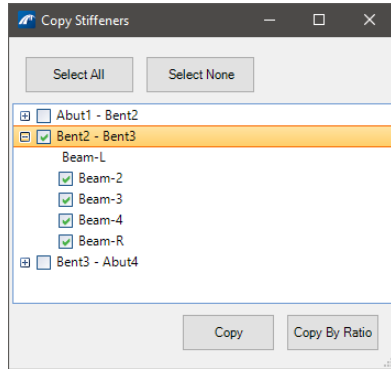 Copy Stiffeners
Select All Select None
Abut1 - Bent2
Bent2 - Bent3
Beam-L
Beam-2
Beam-3
Beam-4
Beam-R
Bent3 - Abut4
Copy Copy By Ratio